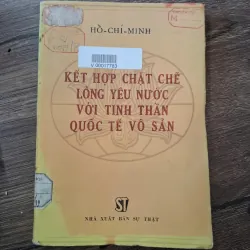 HỒ-CHÍ-MINH
KẾT HỢP CHẶT CHẼ
LÒNG YÊU NƯỚC
VỚI TINH THẦN
QUỐC TẾ VÔ SẢN
ST
NHÀ XUẤT BẢN SỰ THẬT